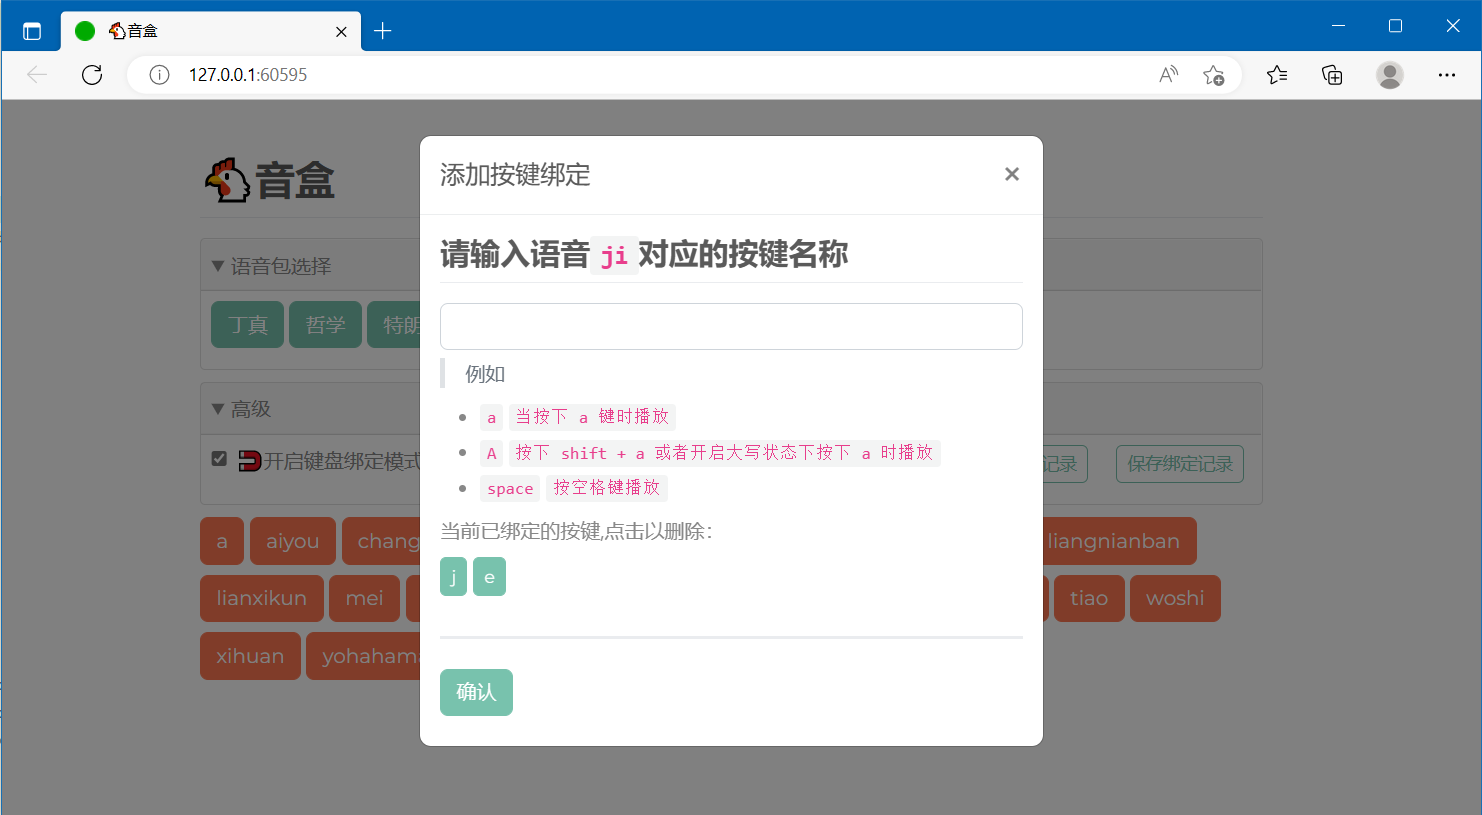 音盒
127.0.0.1:60595
音盒
语音包选择
丁真 哲学 特朗
高级
开启键盘绑定模式
记录 保存绑定记录
a aiyou chang liangnianban
lianxikun mei tiao woshi
xihuan yohaham
添加按键绑定 ×
请输入语音 ji 对应的按键名称
例如
a 当按下 a 键时播放
A 按下 shift + a 或者开启大写状态下按下 a 时播放
space 按空格键播放
当前已绑定的按键,点击以删除:
j e
确认